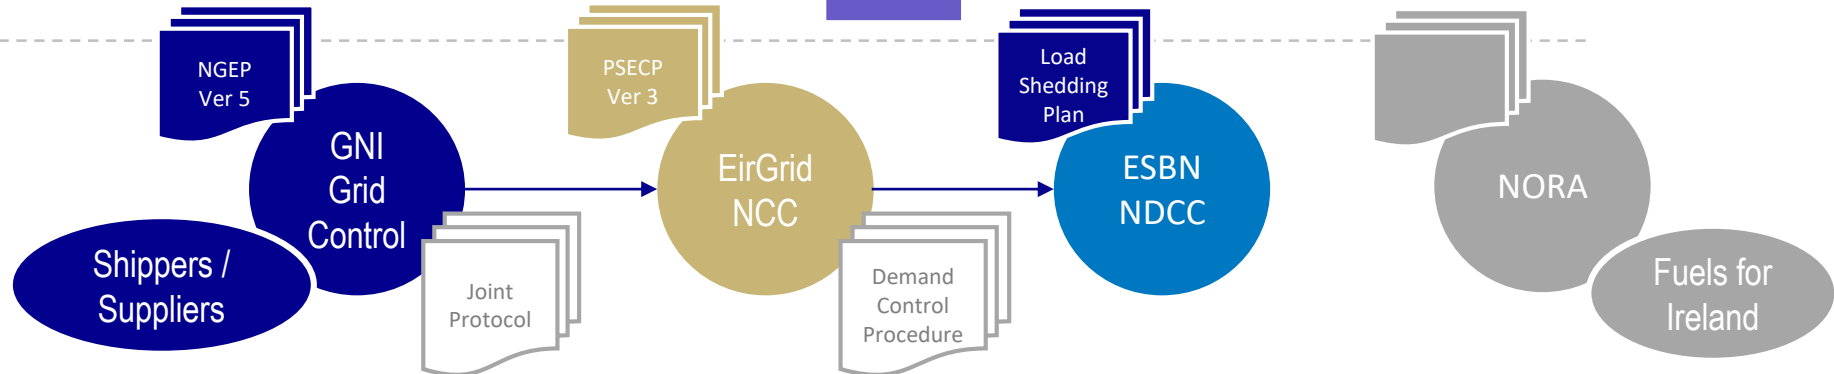 NGEP
Ver 5
GNI
Grid
Control
Shippers /
Suppliers
Joint
Protocol
PSECP
Ver 3
EirGrid
NCC
Demand
Control
Procedure
Load
Shedding
Plan
ESBN
NDCC
NORA
Fuels for
Ireland